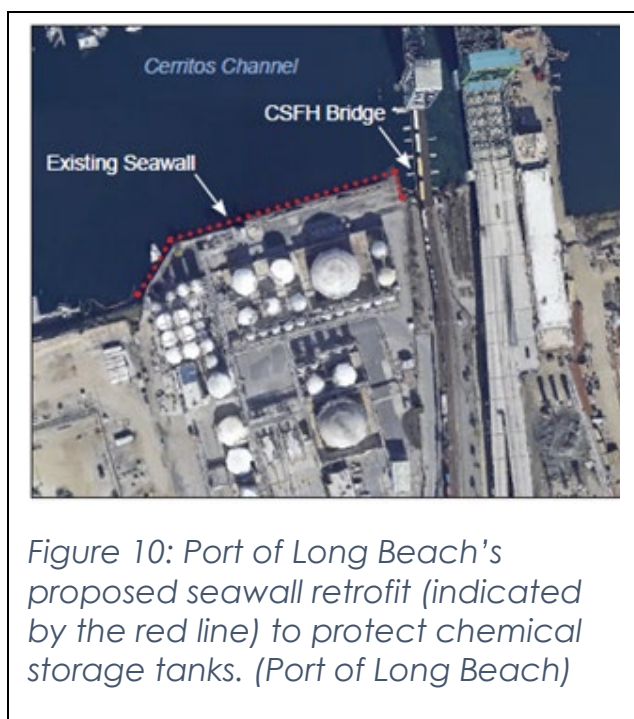 Cerritos Channel
CSFH Bridge
Existing Seawall
Figure 10: Port of Long Beach's
proposed seawall retrofit (indicated
by the red line) to protect chemical
storage tanks. (Port of Long Beach)